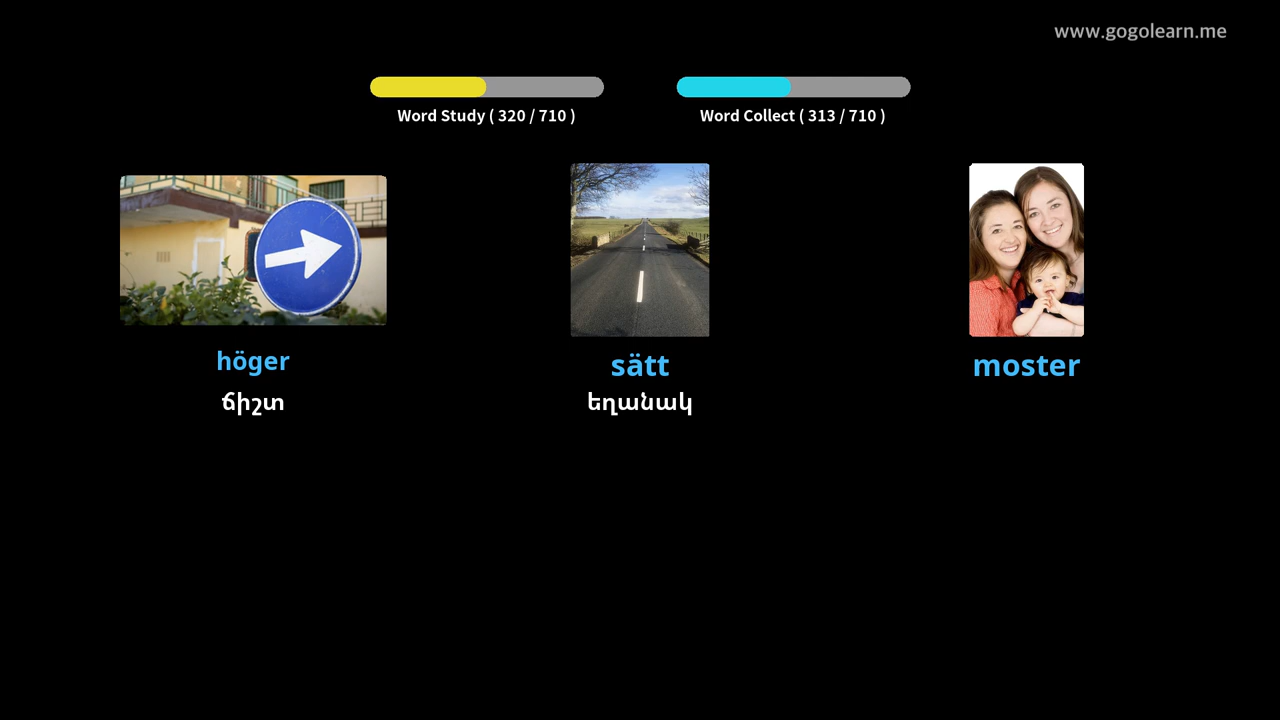 www.gogolearn.me
Word Study ( 320 / 710 )
Word Collect ( 313 / 710 )
höger
ճիշտ
sätt
եղանակ
moster